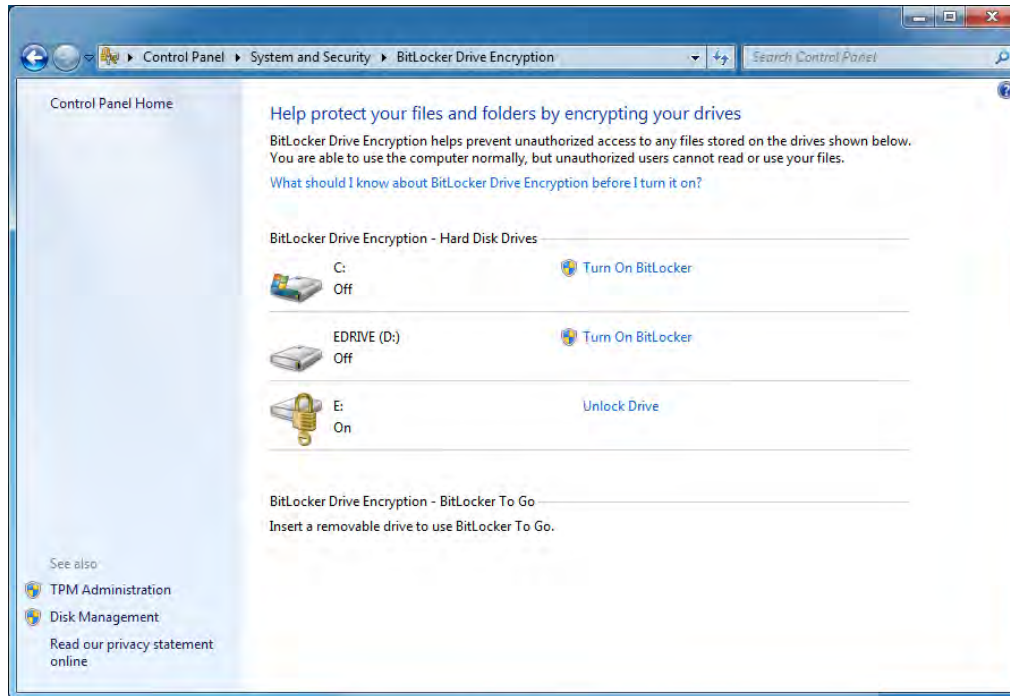 Control Panel ▸ System and Security ▸ BitLocker Drive Encryption
Search Control Panel
Control Panel Home
Help protect your files and folders by encrypting your drives
BitLocker Drive Encryption helps prevent unauthorized access to any files stored on the drives shown below.
You are able to use the computer normally, but unauthorized users cannot read or use your files.
What should I know about BitLocker Drive Encryption before I turn it on?
BitLocker Drive Encryption - Hard Disk Drives
C:
Off
Turn On BitLocker
EDRIVE (D:)
Off
Turn On BitLocker
E:
On
Unlock Drive
BitLocker Drive Encryption - BitLocker To Go
Insert a removable drive to use BitLocker To Go.
See also
TPM Administration
Disk Management
Read our privacy statement
online